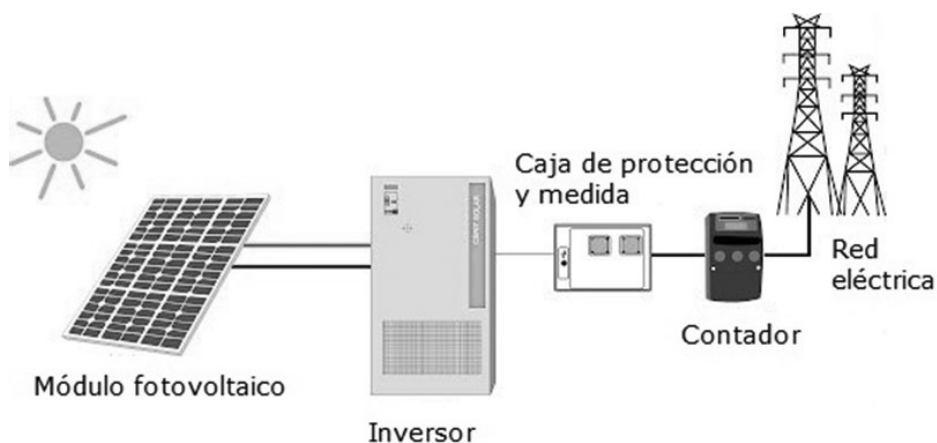 Caja de protección
y medida
Red
eléctrica
Contador
Módulo fotovoltaico
Inversor